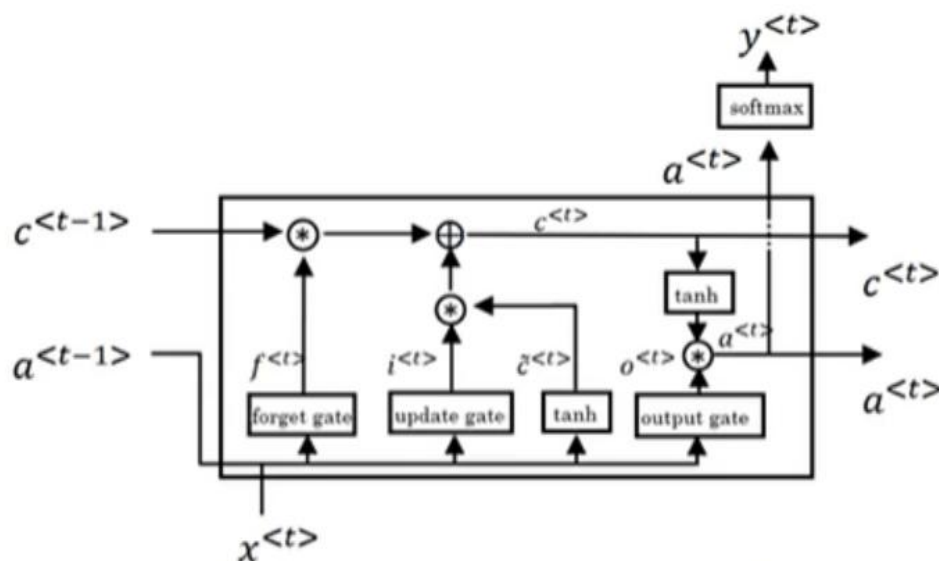 y<t>
softmax
a<t>
c<t-1>
c<t>
c<t>
tanh
a<t-1>
f<t>
i<t>
c̃<t>
o<t>
a<t>
a<t>
forget gate
update gate
tanh
output gate
x<t>